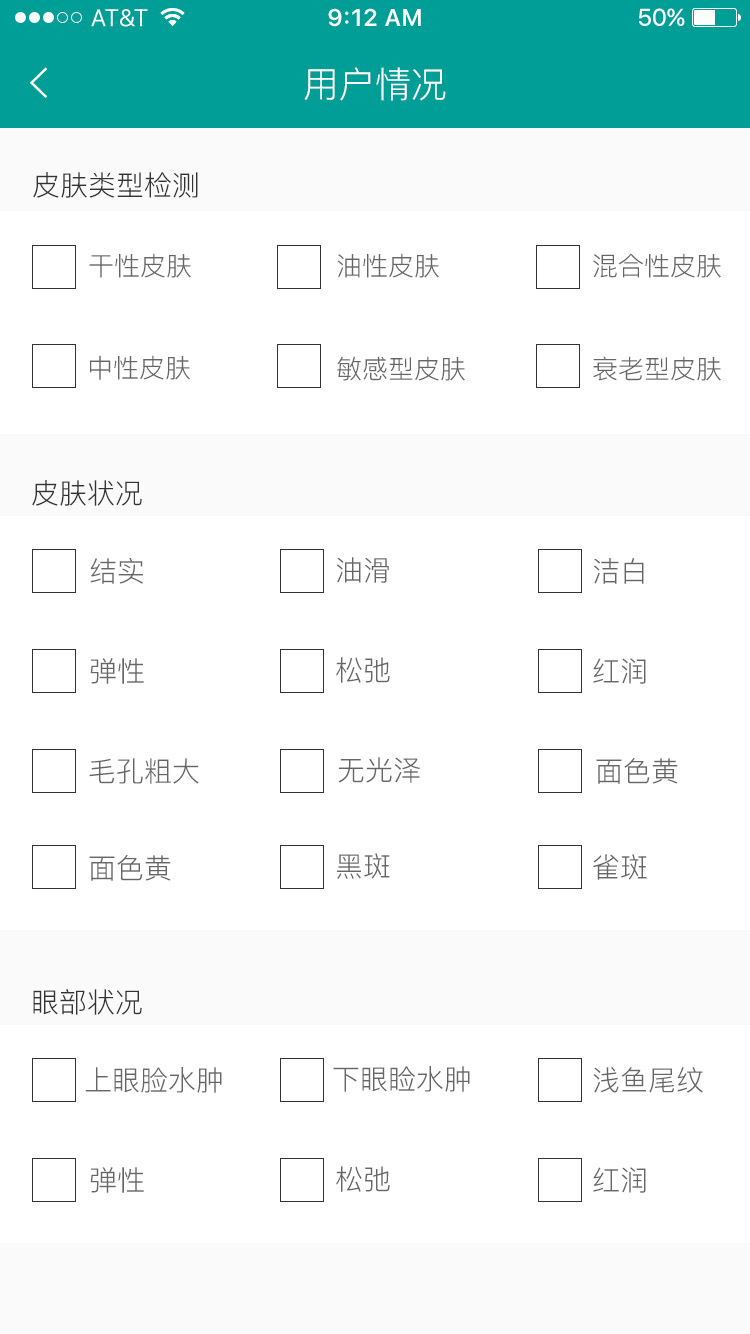 AT&T 9:12 AM 50%
用户情况
皮肤类型检测
干性皮肤 油性皮肤 混合性皮肤
中性皮肤 敏感型皮肤 衰老型皮肤
皮肤状况
结实 油滑 洁白
弹性 松弛 红润
毛孔粗大 无光泽 面色黄
面色黄 黑斑 雀斑
眼部状况
上眼脸水肿 下眼睑水肿 浅鱼尾纹
弹性 松弛 红润